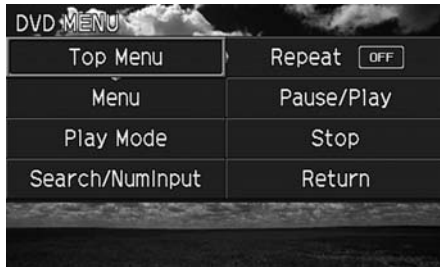 DVD MENU
Top Menu
Repeat OFF
Menu
Pause/Play
Play Mode
Stop
Search/NumInput
Return